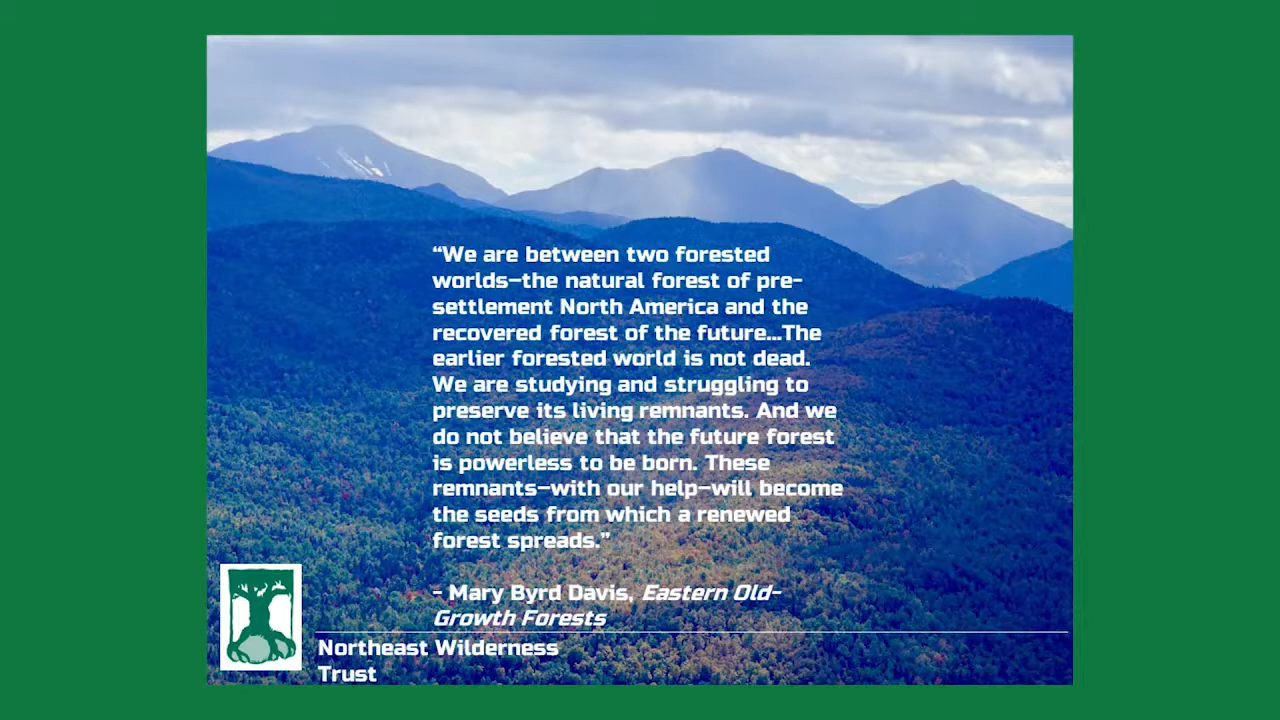 “We are between two forested
worlds–the natural forest of pre-
settlement North America and the
recovered forest of the future...The
earlier forested world is not dead.
We are studying and struggling to
preserve its living remnants. And we
do not believe that the future forest
is powerless to be born. These
remnants–with our help–will become
the seeds from which a renewed
forest spreads.”
- Mary Byrd Davis, Eastern Old-
Growth Forests
Northeast Wilderness
Trust